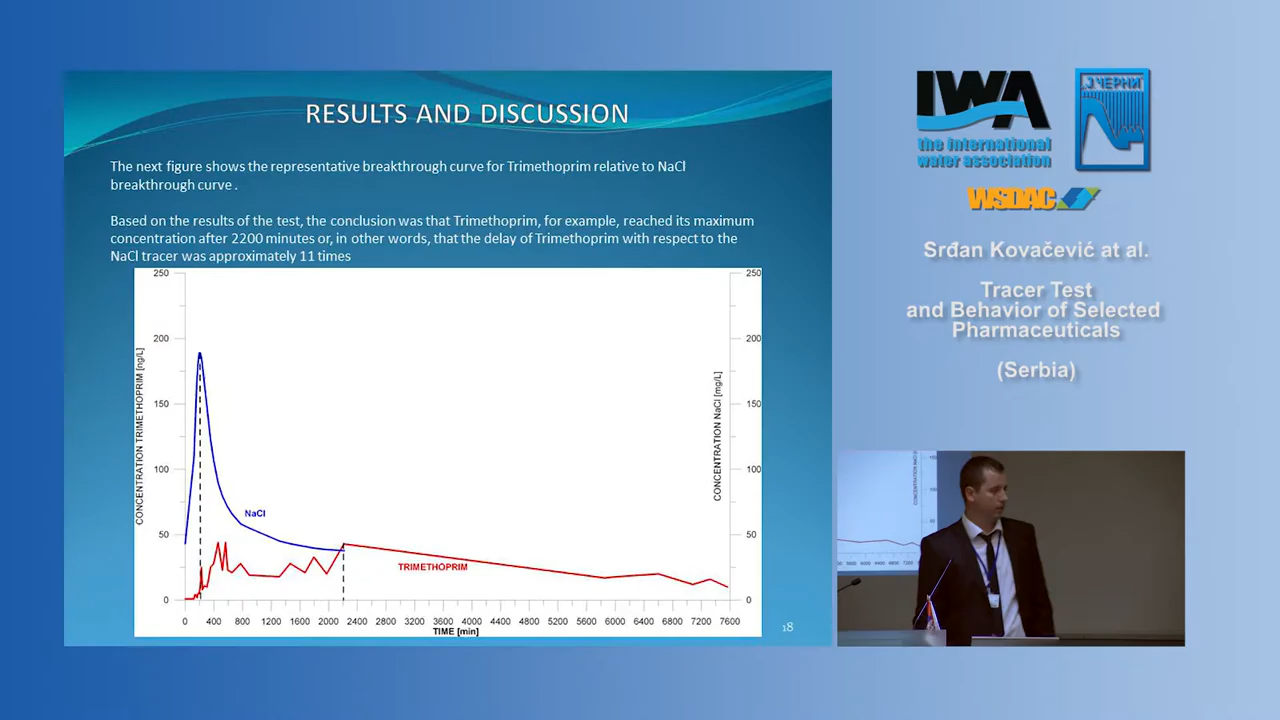 RESULTS AND DISCUSSION
The next figure shows the representative breakthrough curve for Trimethoprim relative to NaCl
breakthrough curve .
Based on the results of the test, the conclusion was that Trimethoprim, for example, reached its maximum
concentration after 2200 minutes or, in other words, that the delay of Trimethoprim with respect to the
NaCl tracer was approximately 11 times
250
200
150
100
50
0
CONCENTRATION TRIMETHOPRIM [ng/L]
NaCl
TRIMETHOPRIM
250
200
150
100
50
0
CONCENTRATION NaCl [mg/L]
0 400 800 1200 1600 2000 2400 2800 3200 3600 4000 4400 4800 5200 5600 6000 6400 6800 7200 7600
TIME [min]
18
IWA
the international
water association
Ј.ЧЕРНИ
WSDAC
Srđan Kovačević at al.
Tracer Test
and Behavior of Selected
Pharmaceuticals
(Serbia)